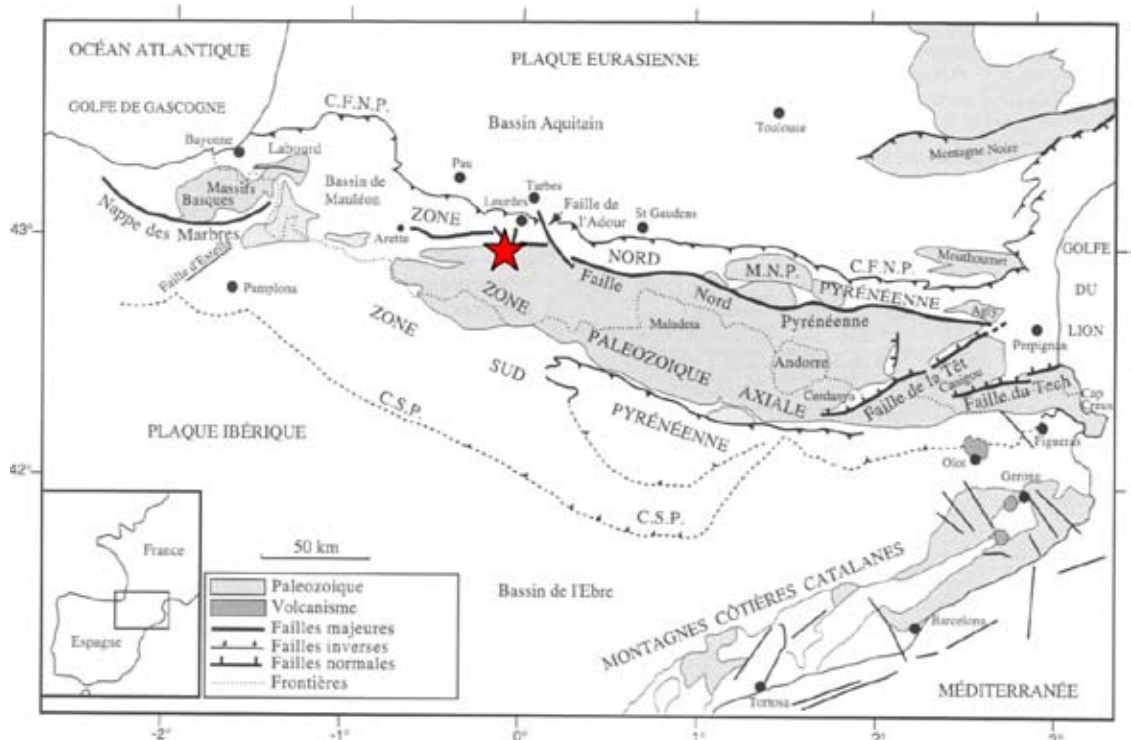 OCÉAN ATLANTIQUE
GOLFE DE GASCOGNE
PLAQUE EURASIENNE
C.F.N.P.
Bassin Aquitain
Toulouse
Montagne Noire
Bayonne
Labourd
Massifs
Basques
Nappe des Marbres
Bassin de
Mauléon
Pau
Tarbes
Lourdes
Faille de
l'Adour
St Gaudens
ZONE
NORD
PYRÉNÉENNE
C.F.N.P.
Mouthoumet
GOLFE
DU
LION
43°
Arette
Faille
Nord
Pyrénéenne
M.N.P.
Agly
Perpignan
Pamplona
ZONE
SUD
PYRÉNÉENNE
ZONE
PALEOZOIQUE
AXIALE
Maladeta
Andorre
Cerdanya
Faille de la Têt
Canigou
Faille du Tech
Cap
Creus
C.S.P.
PLAQUE IBÉRIQUE
42°
Figueras
Olot
Gerona
C.S.P.
50 km
France
Espagne
Paleozoique
Volcanisme
Failles majeures
Failles inverses
Failles normales
Frontières
Bassin de l'Ebre
MONTAGNES CÔTIÈRES CATALANES
Barcelona
Tortosa
MÉDITERRANÉE
-2°
-1°
0°
1°